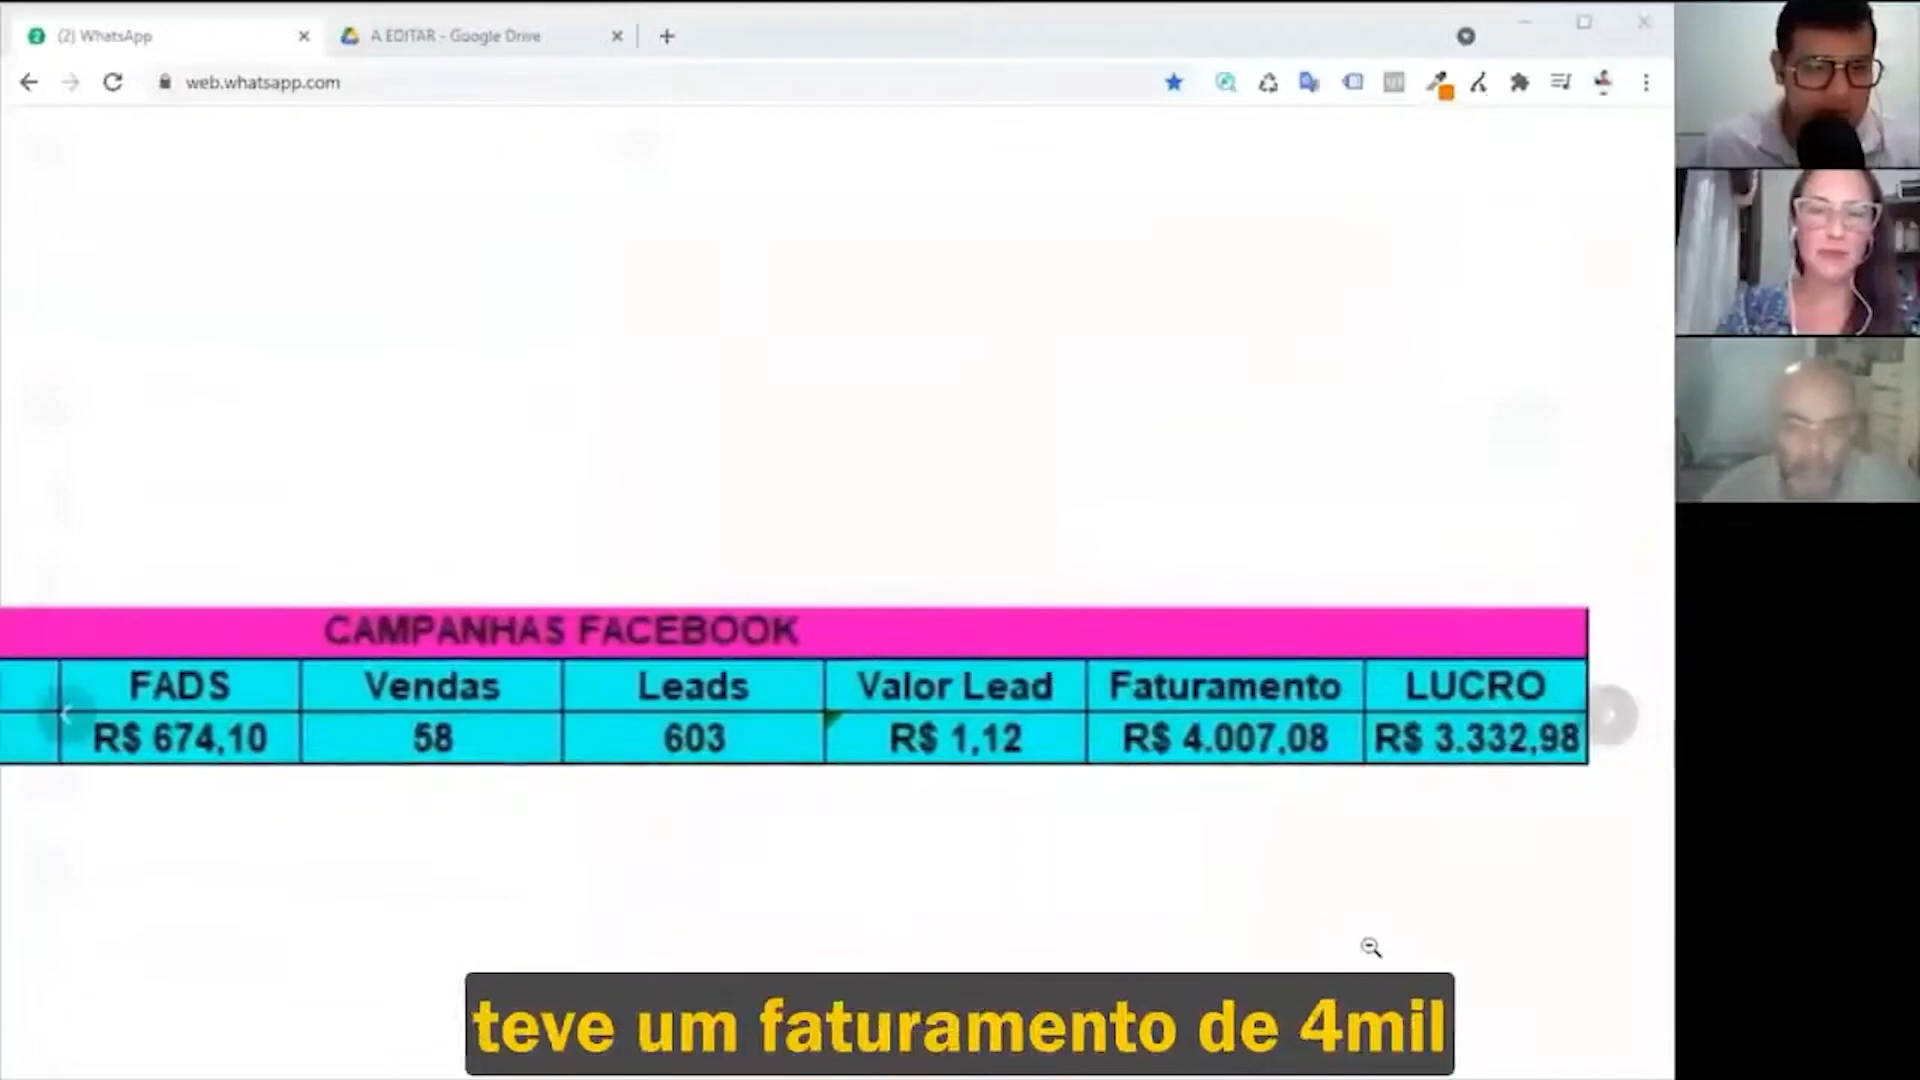 (2) WhatsApp
A EDITAR - Google Drive
web.whatsapp.com
CAMPANHAS FACEBOOK
FADS Vendas Leads Valor Lead Faturamento LUCRO
R$ 674,10 58 603 R$ 1,12 R$ 4.007,08 R$ 3.332,98
teve um faturamento de 4mil